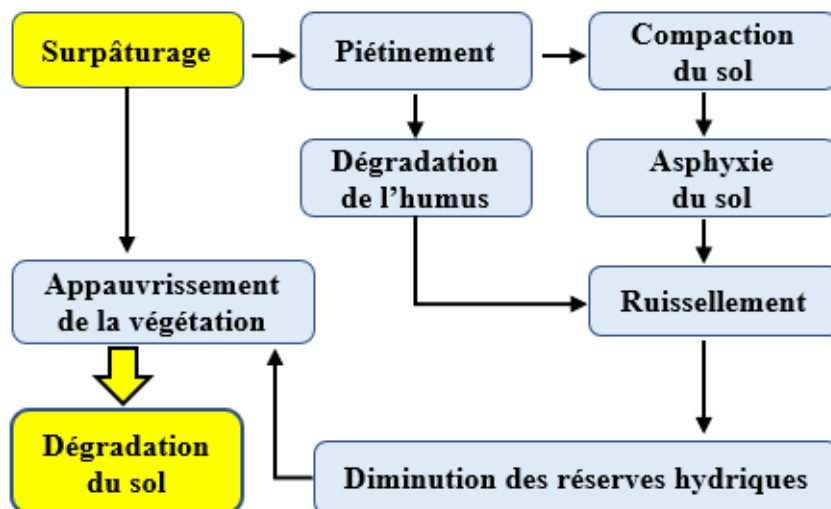 Surpâturage
Piétinement
Compaction
du sol
Dégradation
de l’humus
Asphyxie
du sol
Appauvrissement
de la végétation
Ruissellement
Dégradation
du sol
Diminution des réserves hydriques